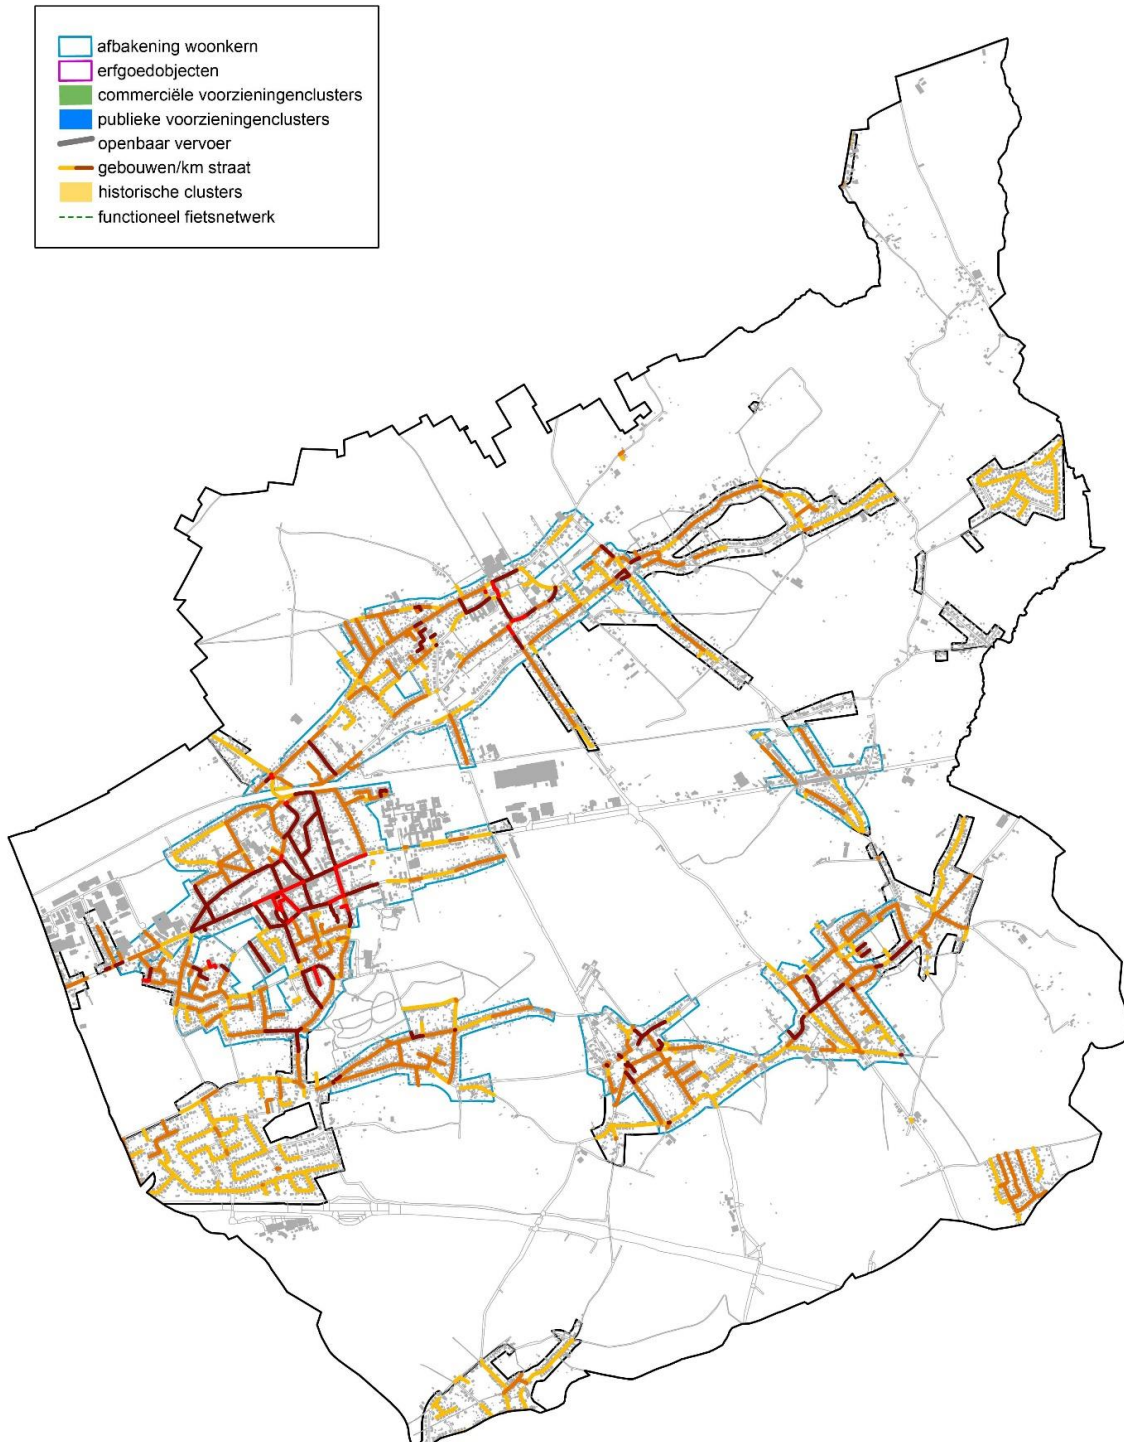 afbakening woonkern
erfgoedobjecten
commerciële voorzieningenclusters
publieke voorzieningenclusters
openbaar vervoer
gebouwen/km straat
historische clusters
functioneel fietsnetwerk